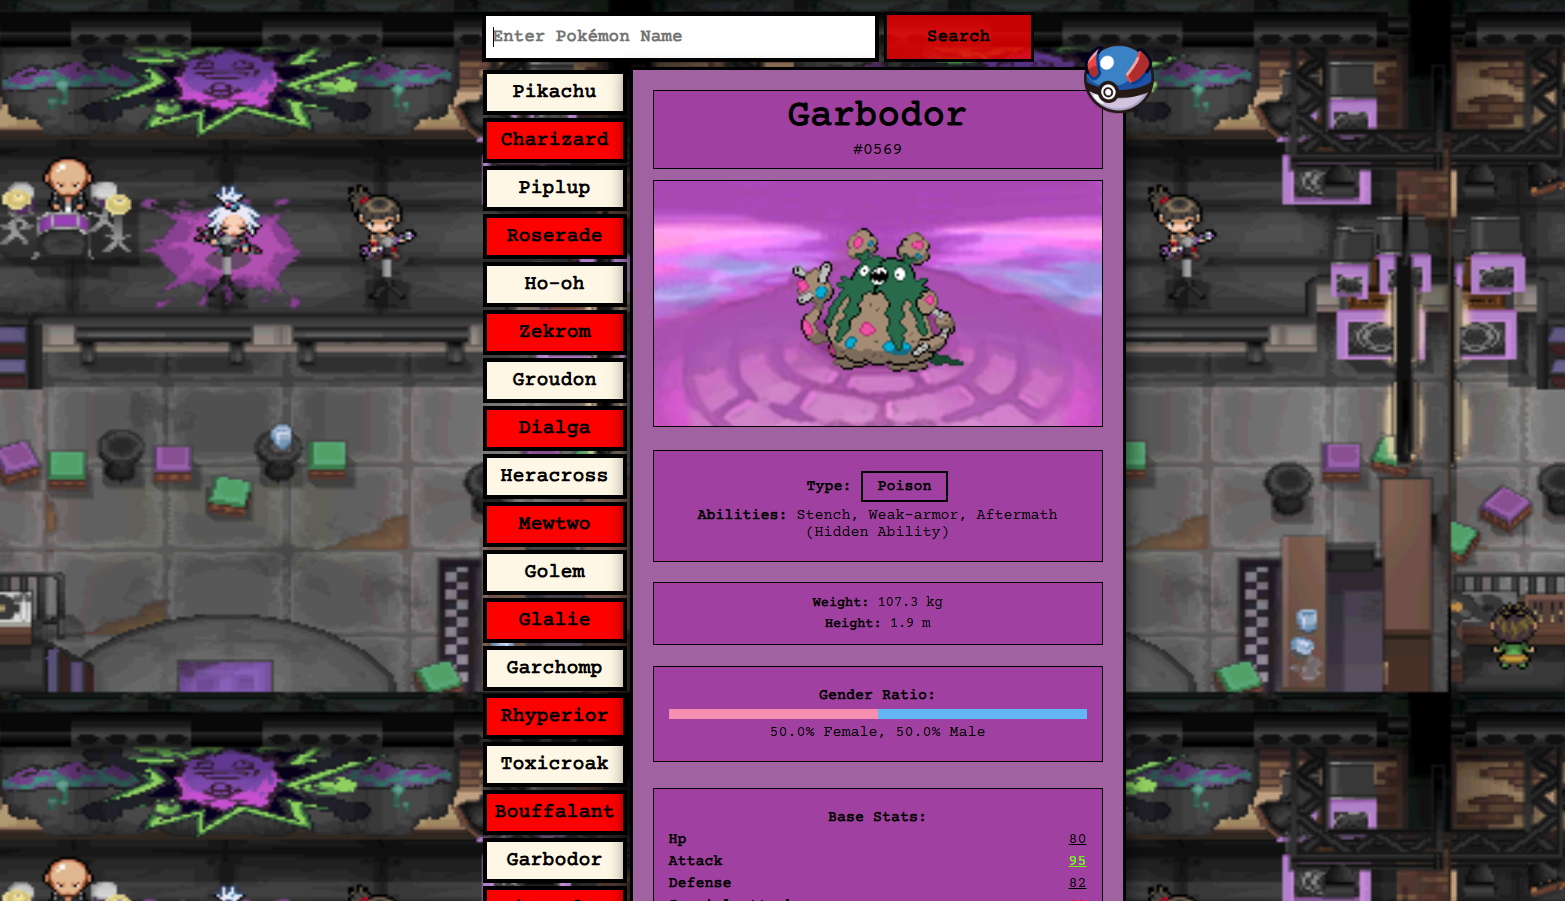 Enter Pokémon Name
Search
Pikachu
Charizard
Piplup
Roserade
Ho-oh
Zekrom
Groudon
Dialga
Heracross
Mewtwo
Golem
Glalie
Garchomp
Rhyperior
Toxicroak
Bouffalant
Garbodor
Garbodor
#0569
Type: Poison
Abilities: Stench, Weak-armor, Aftermath
(Hidden Ability)
Weight: 107.3 kg
Height: 1.9 m
Gender Ratio:
50.0% Female, 50.0% Male
Base Stats:
Hp 80
Attack 95
Defense 82